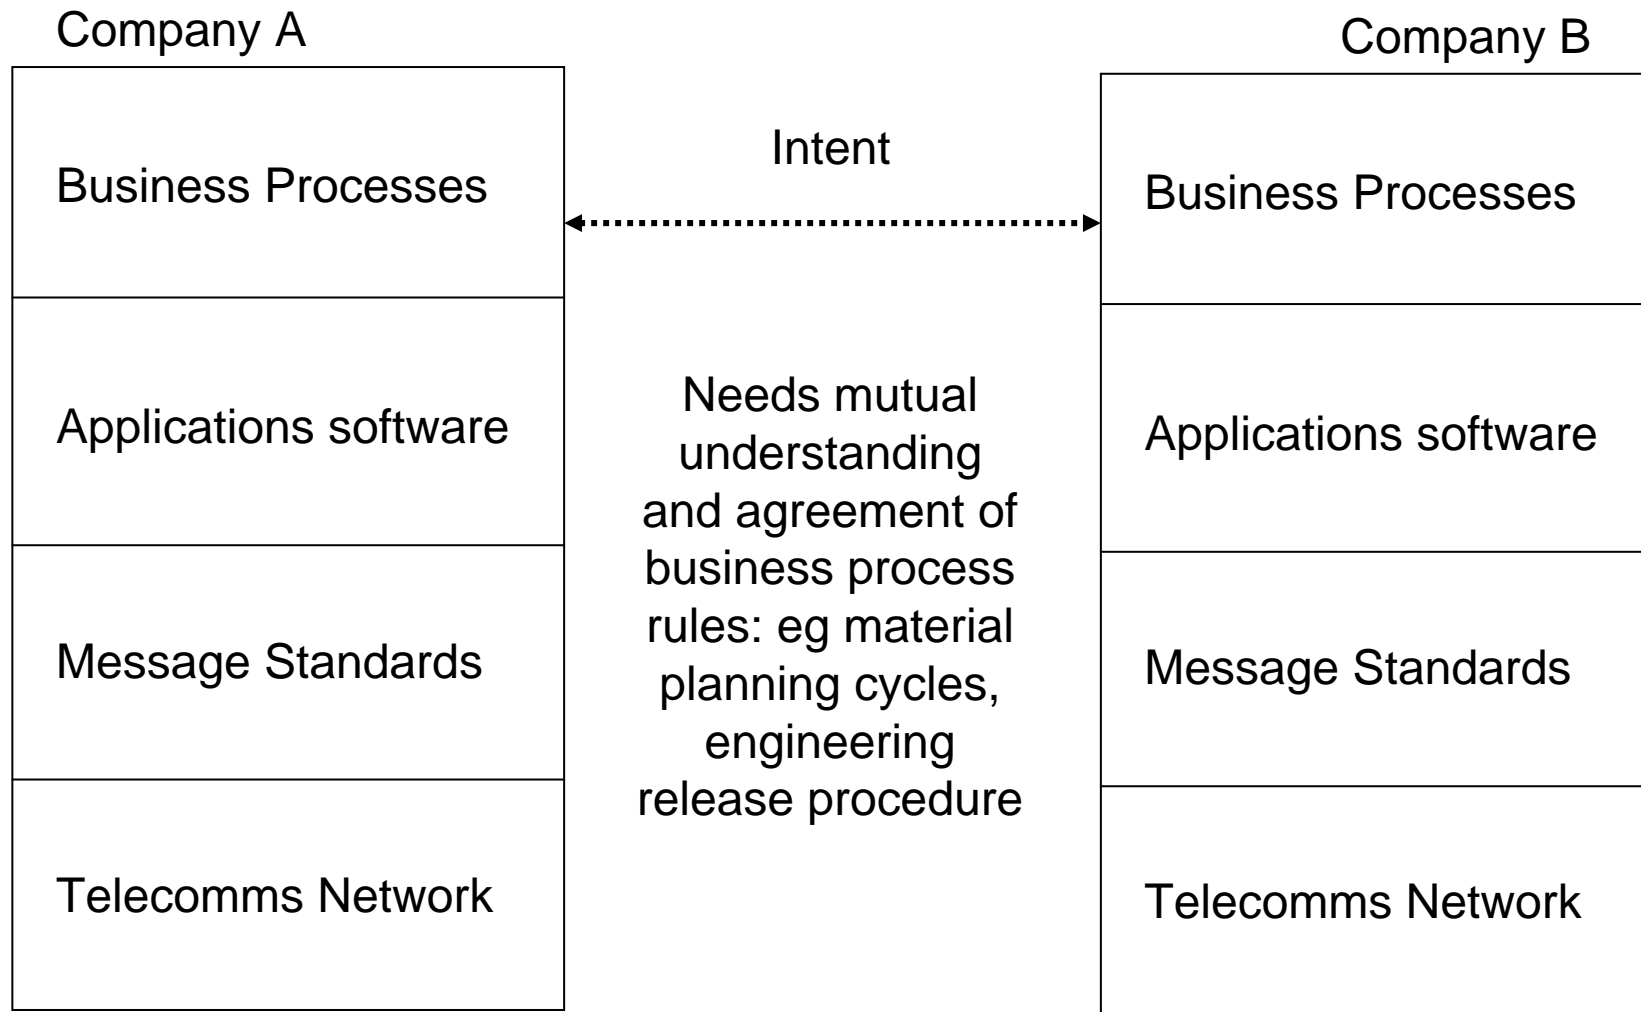 Company A
Company B
Business Processes
Applications software
Message Standards
Telecomms Network
Intent
Needs mutual
understanding
and agreement of
business process
rules: eg material
planning cycles,
engineering
release procedure
Business Processes
Applications software
Message Standards
Telecomms Network